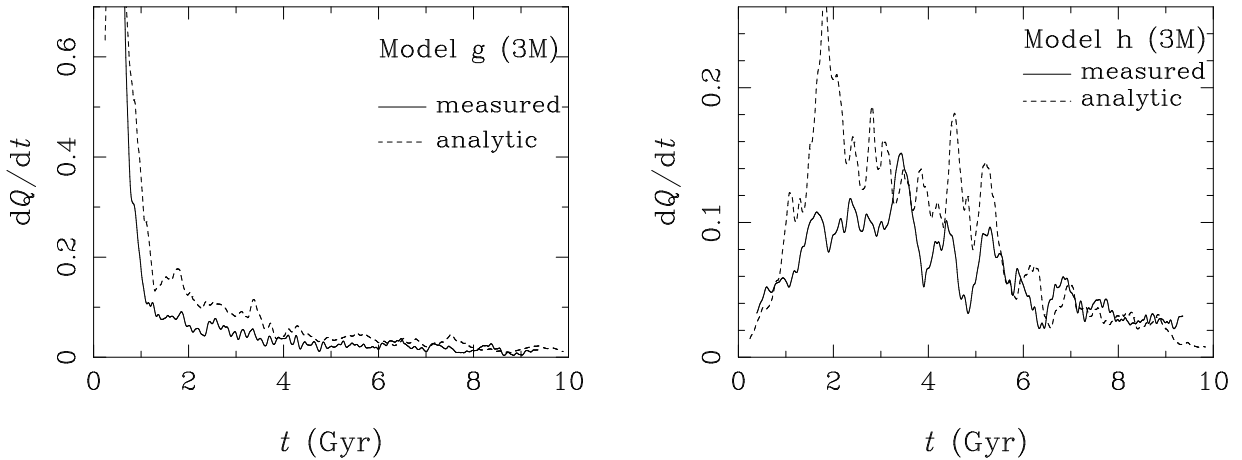 Model g (3M)
measured
analytic
dQ/dt
0.6
0.4
0.2
0
0 2 4 6 8 10
t (Gyr)
Model h (3M)
measured
analytic
dQ/dt
0.2
0.1
0
0 2 4 6 8 10
t (Gyr)